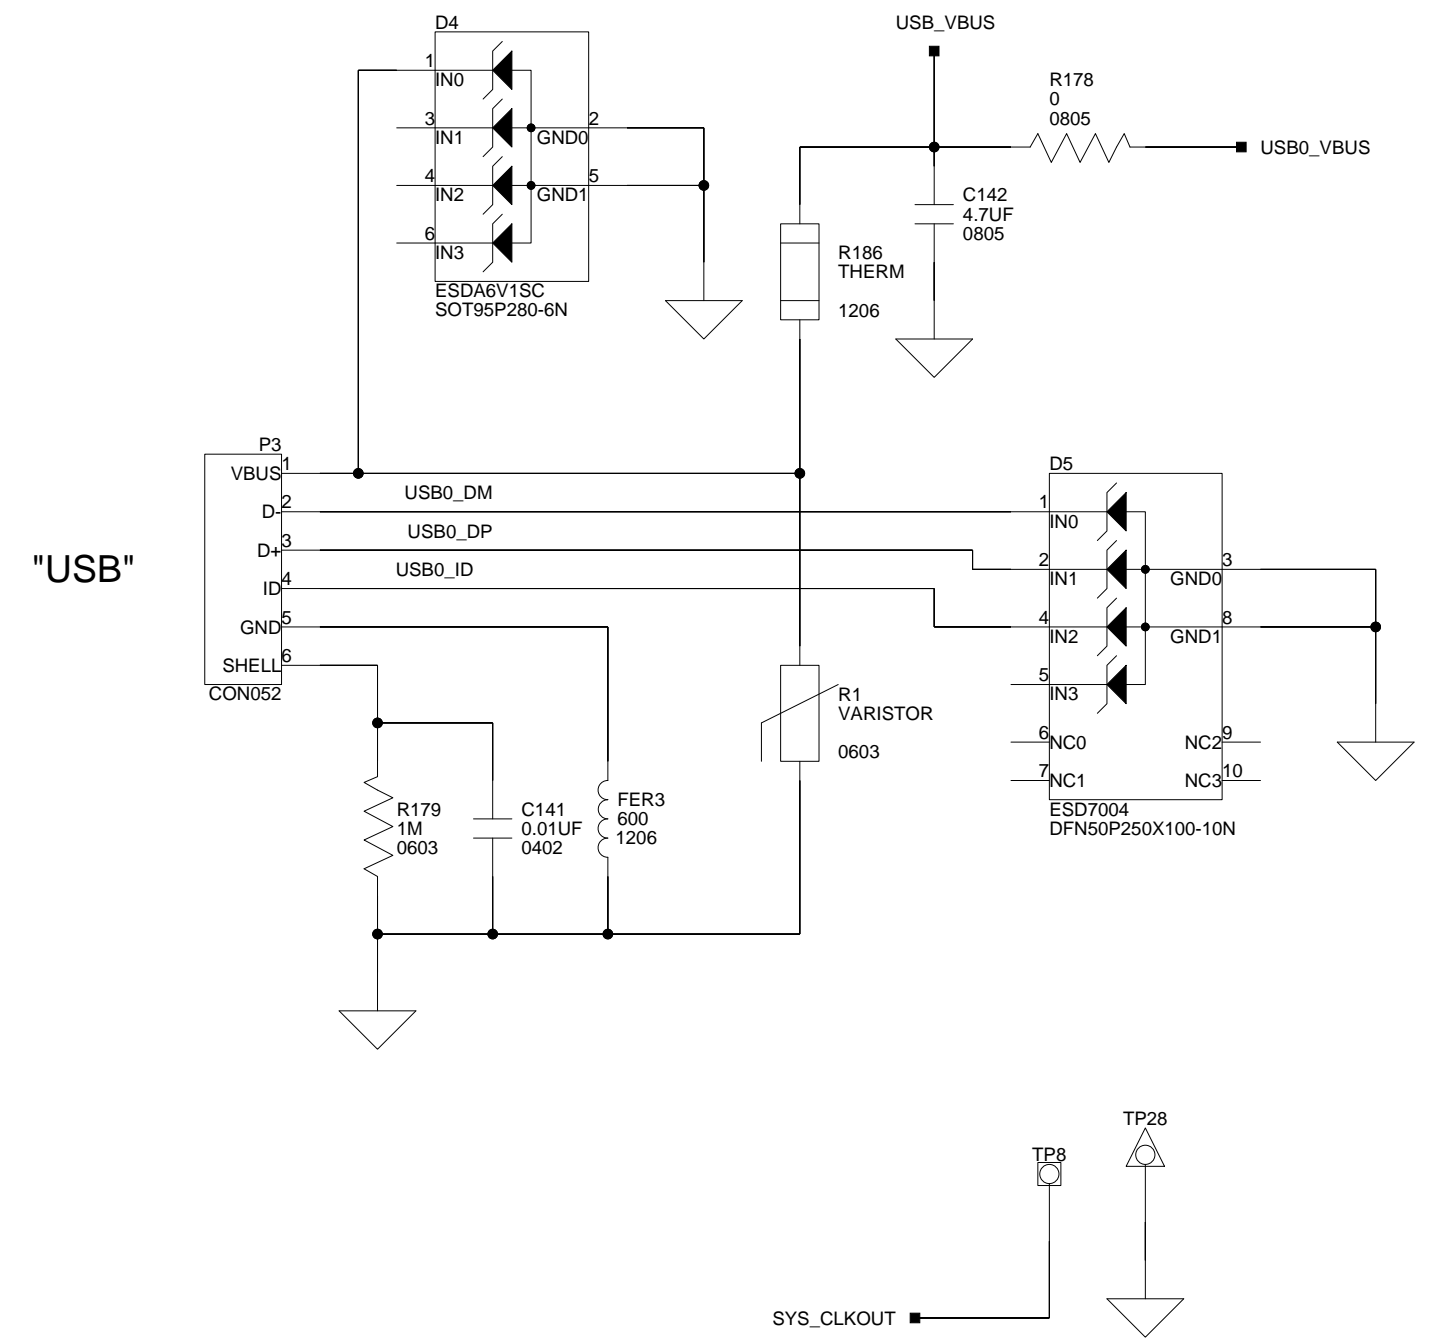 D4
1
IN0
3
IN1
4
IN2
6
IN3
2
GND0
5
GND1
ESDA6V1SC
SOT95P280-6N
USB_VBUS
R178
0
0805
USB0_VBUS
C142
4.7UF
0805
R186
THERM
1206
"USB"
P3
VBUS 1
D- 2
D+ 3
ID 4
GND 5
SHELL 6
CON052
USB0_DM
USB0_DP
USB0_ID
D5
1
IN0
2
IN1
4
IN2
5
IN3
6
NC0
7
NC1
3
GND0
8
GND1
9
NC2
10
NC3
ESD7004
DFN50P250X100-10N
R1
VARISTOR
0603
R179
1M
0603
C141
0.01UF
0402
FER3
600
1206
TP8
TP28
SYS_CLKOUT